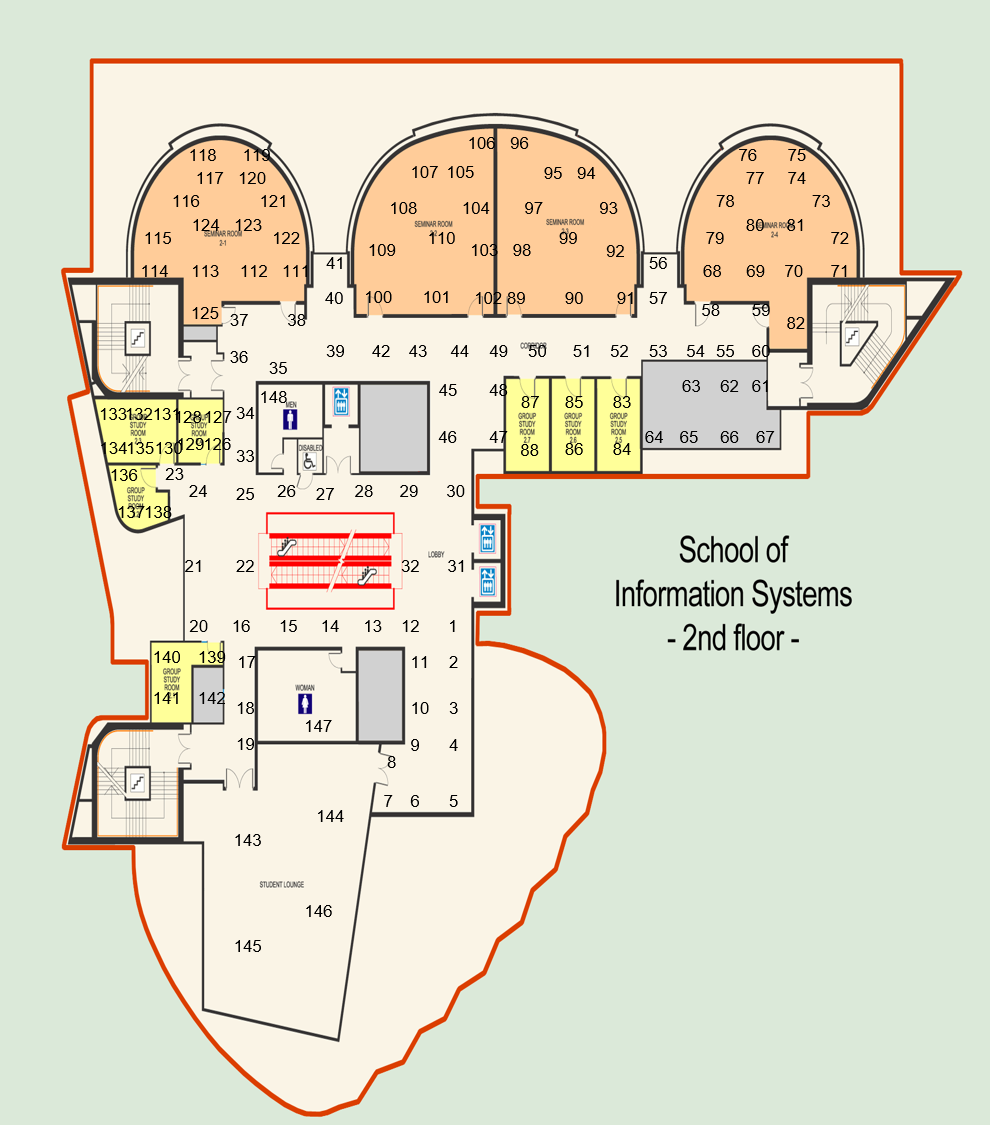 118 119
117 120
116 121
124 123
SEMINAR ROOM
2-1
115 122
114 113 112 111
125
106 96
107 105 95 94
108 104 97 93
SEMINAR ROOM
SEMINAR ROOM
110 99
109 103 98 92
100 101 102 89 90 91
76 75
77 74
78 73
80 81
SEMINAR ROOM
2-4
79 72
68 69 70 71
82
41 56
40 57
37 38 58 59
36 39 42 43 44 49 50 51 52 53 54 55 60
CORRIDOR
35
148
MEN
34 45 48
63 62 61
87 85 83
GROUP
STUDY
ROOM
2.7
GROUP
STUDY
ROOM
2.6
GROUP
STUDY
ROOM
2.5
88 86 84
64 65 66 67
133 132 131 128 127
GROUP
STUDY
ROOM
GROUP
STUDY
ROOM
134 135 130 129 126
DISABLED
33 46 47
136 23
GROUP
STUDY
ROOM
137 138
24 25 26 27 28 29 30
LOBBY
21 22 32 31
20 16 15 14 13 12 1
School of
Information Systems
- 2nd floor -
140 139
GROUP
STUDY
ROOM
141 142
17 11 2
WOMAN
18 147 10 3
19 9 4
8
7 6 5
144
143
STUDENT LOUNGE
146
145